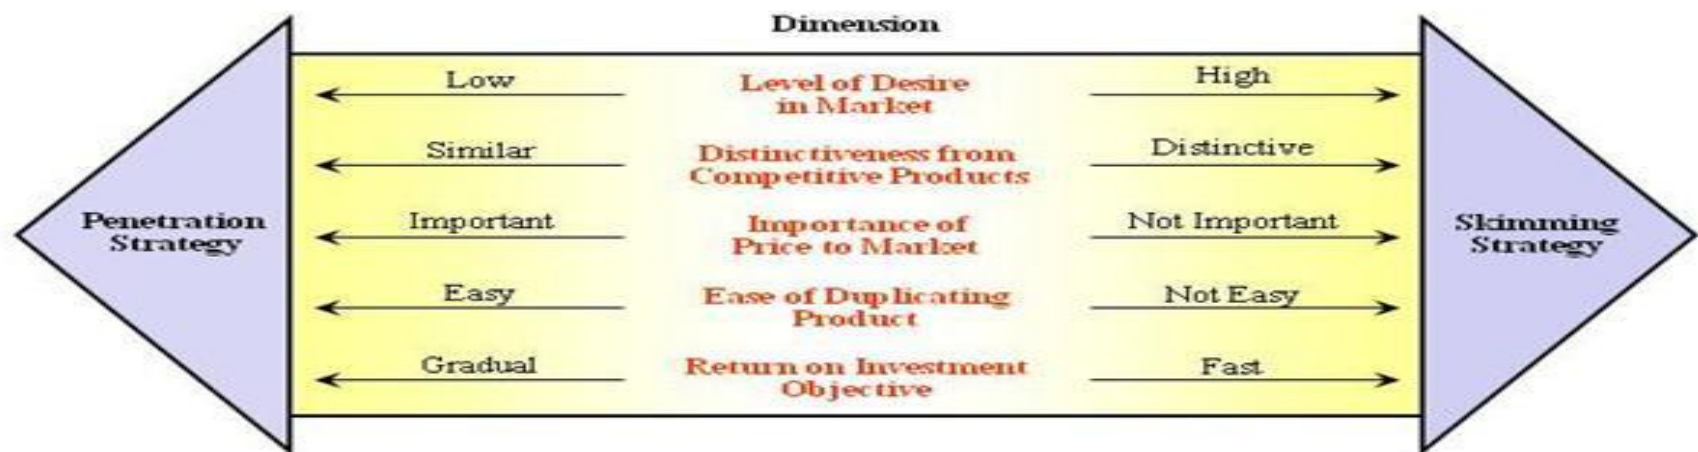 Dimension
Low
Level of Desire
in Market
High
Similar
Distinctiveness from
Competitive Products
Distinctive
Penetration
Strategy
Important
Importance of
Price to Market
Not Important
Skimming
Strategy
Easy
Ease of Duplicating
Product
Not Easy
Gradual
Return on Investment
Objective
Fast